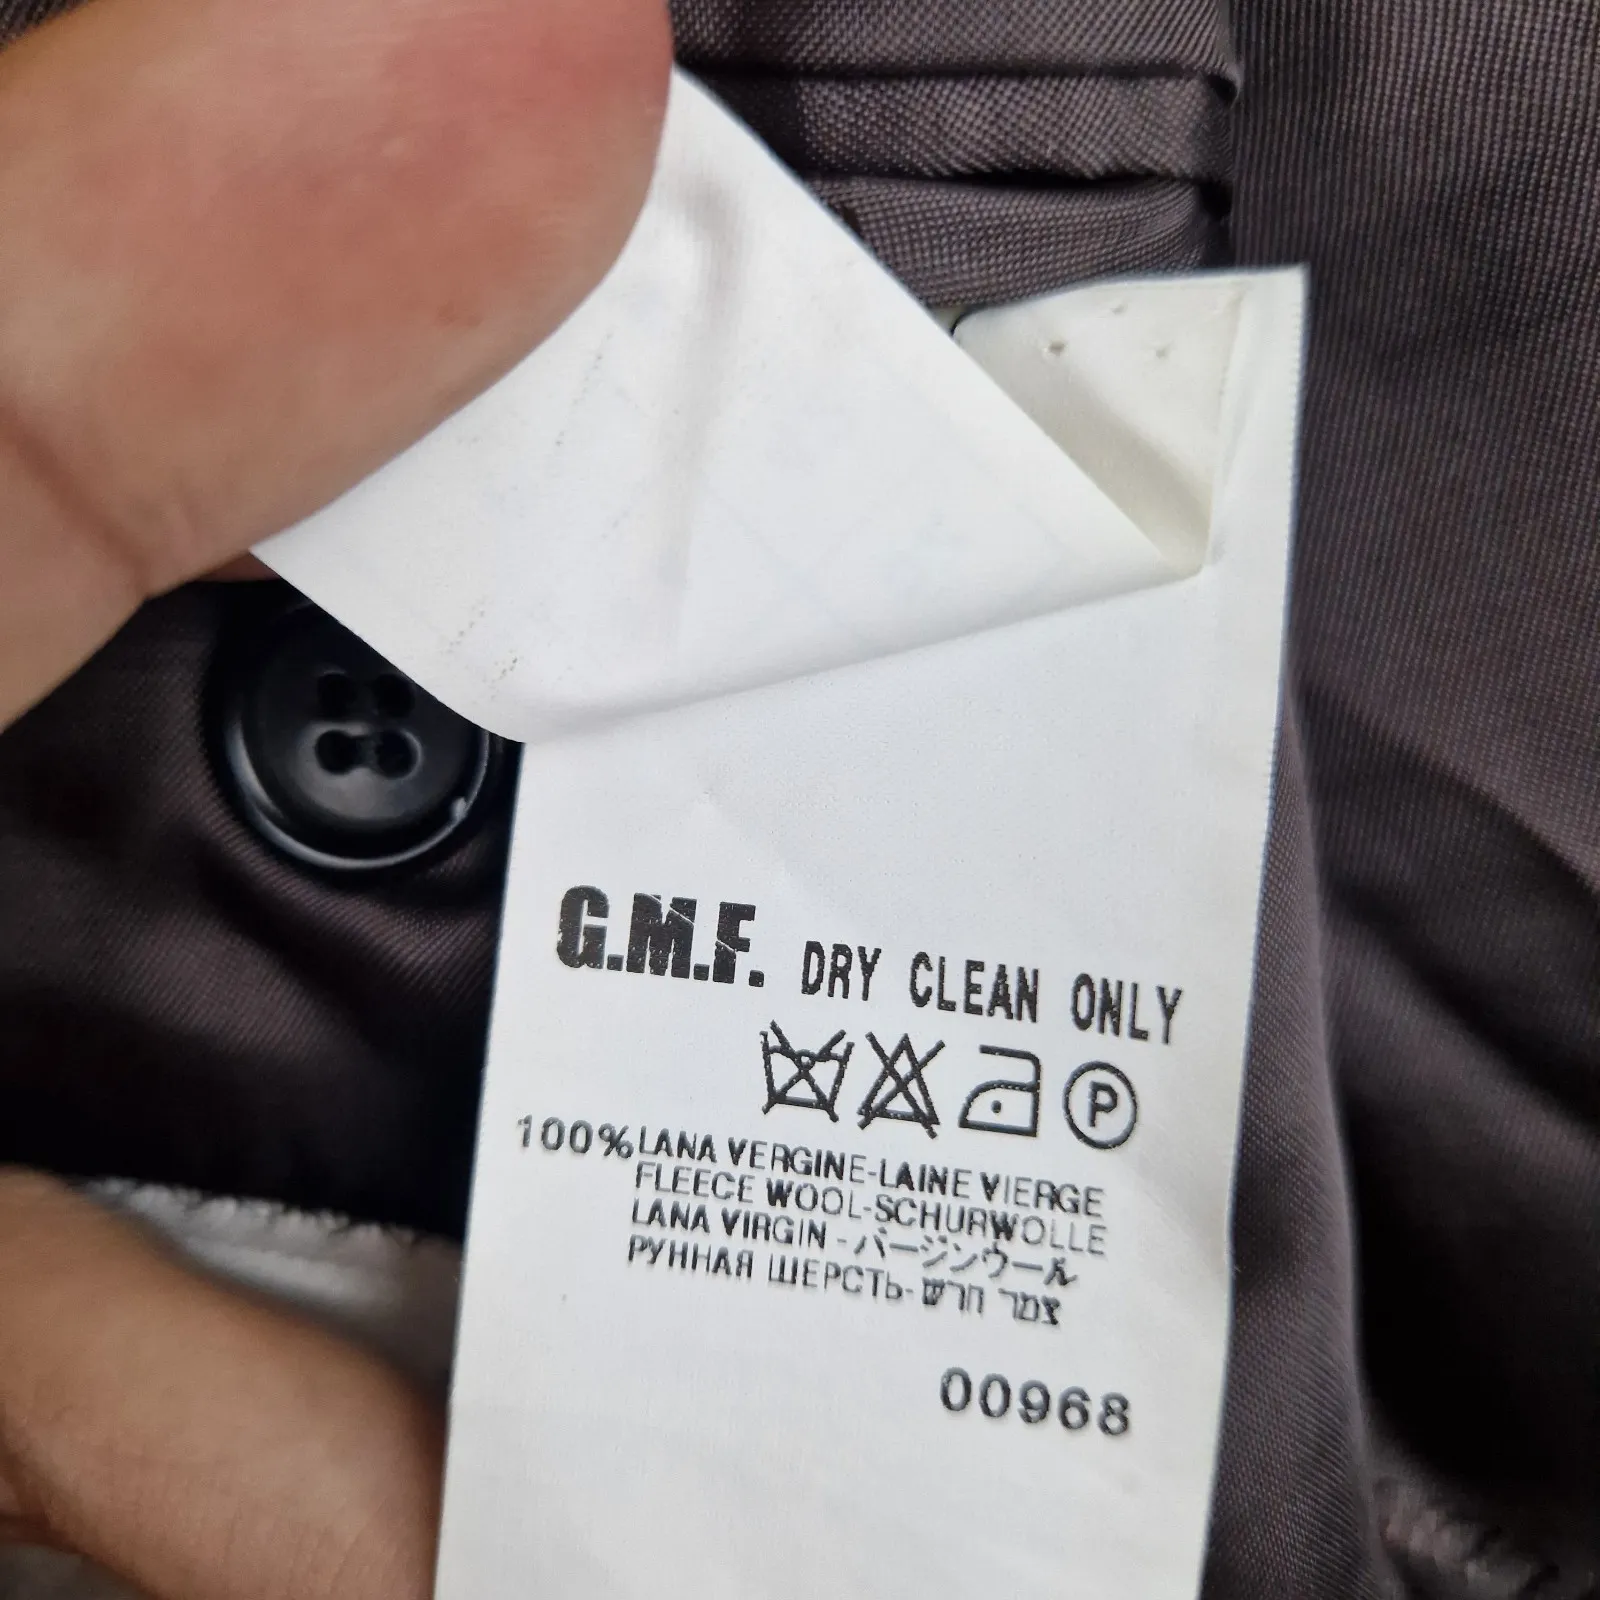 G.M.F. DRY CLEAN ONLY
P
100% LANA VERGINE-LAINE VIERGE
FLEECE WOOL-SCHURWOLLE
LANA VIRGIN - バージンウール
РУННАЯ ШЕРСТЬ- צמר חדש
00968